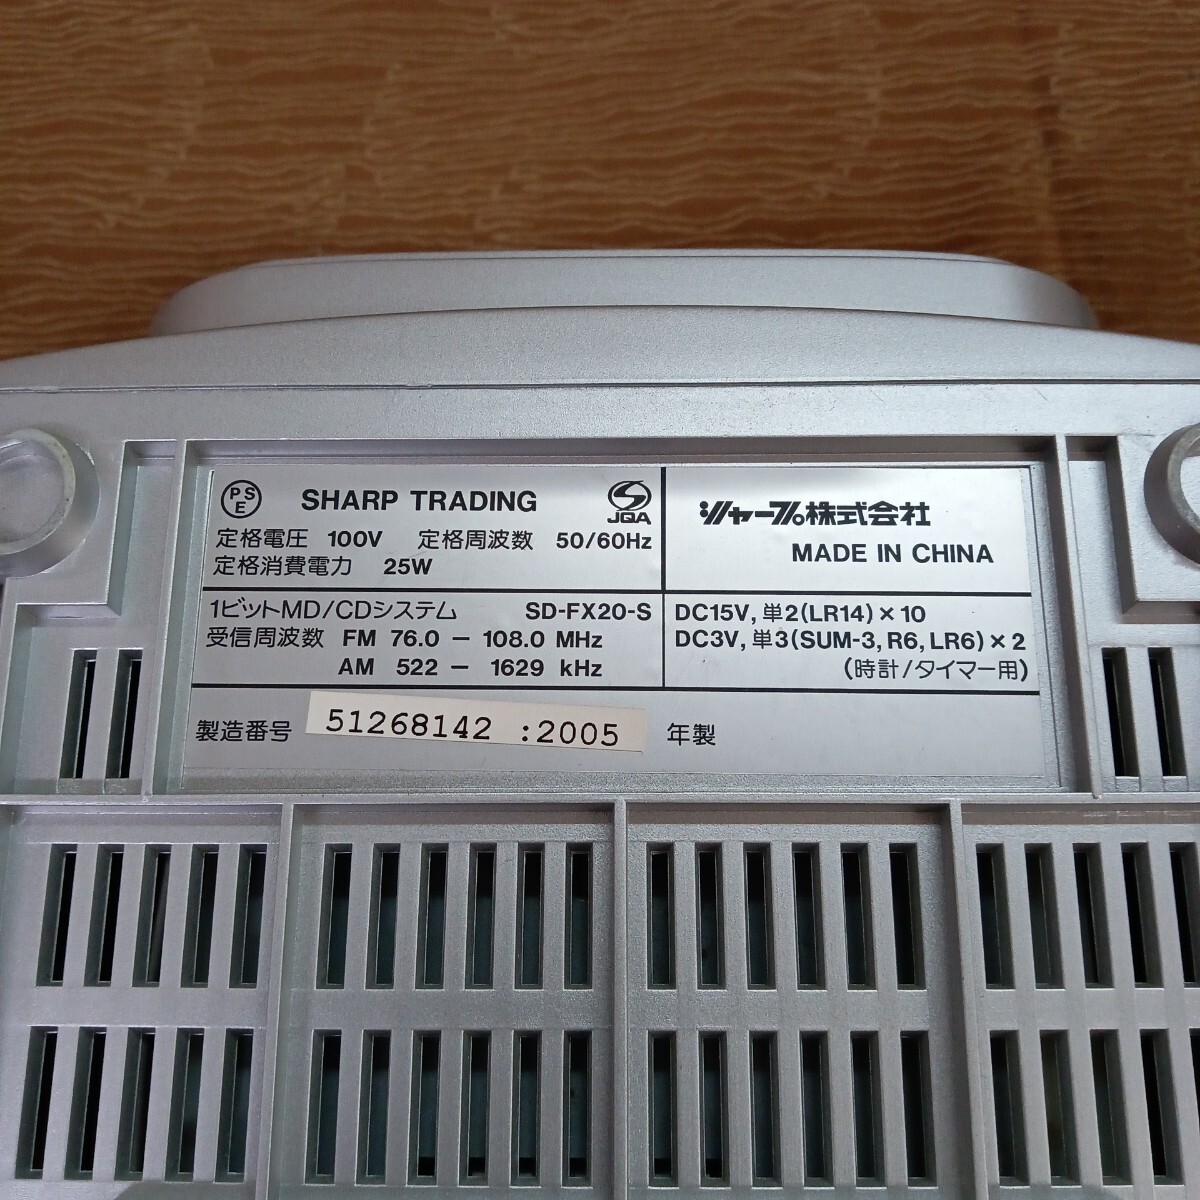 PSE SHARP TRADING JQA
定格電圧 100V 定格周波数 50/60Hz
定格消費電力 25W
シャープ株式会社
MADE IN CHINA
1ビットMD/CDシステム SD-FX20-S
受信周波数 FM 76.0 － 108.0 MHz
AM 522 － 1629 kHz
DC15V, 単2(LR14)×10
DC3V, 単3(SUM-3, R6, LR6)×2
(時計/タイマー用)
製造番号 51268142 :2005 年製